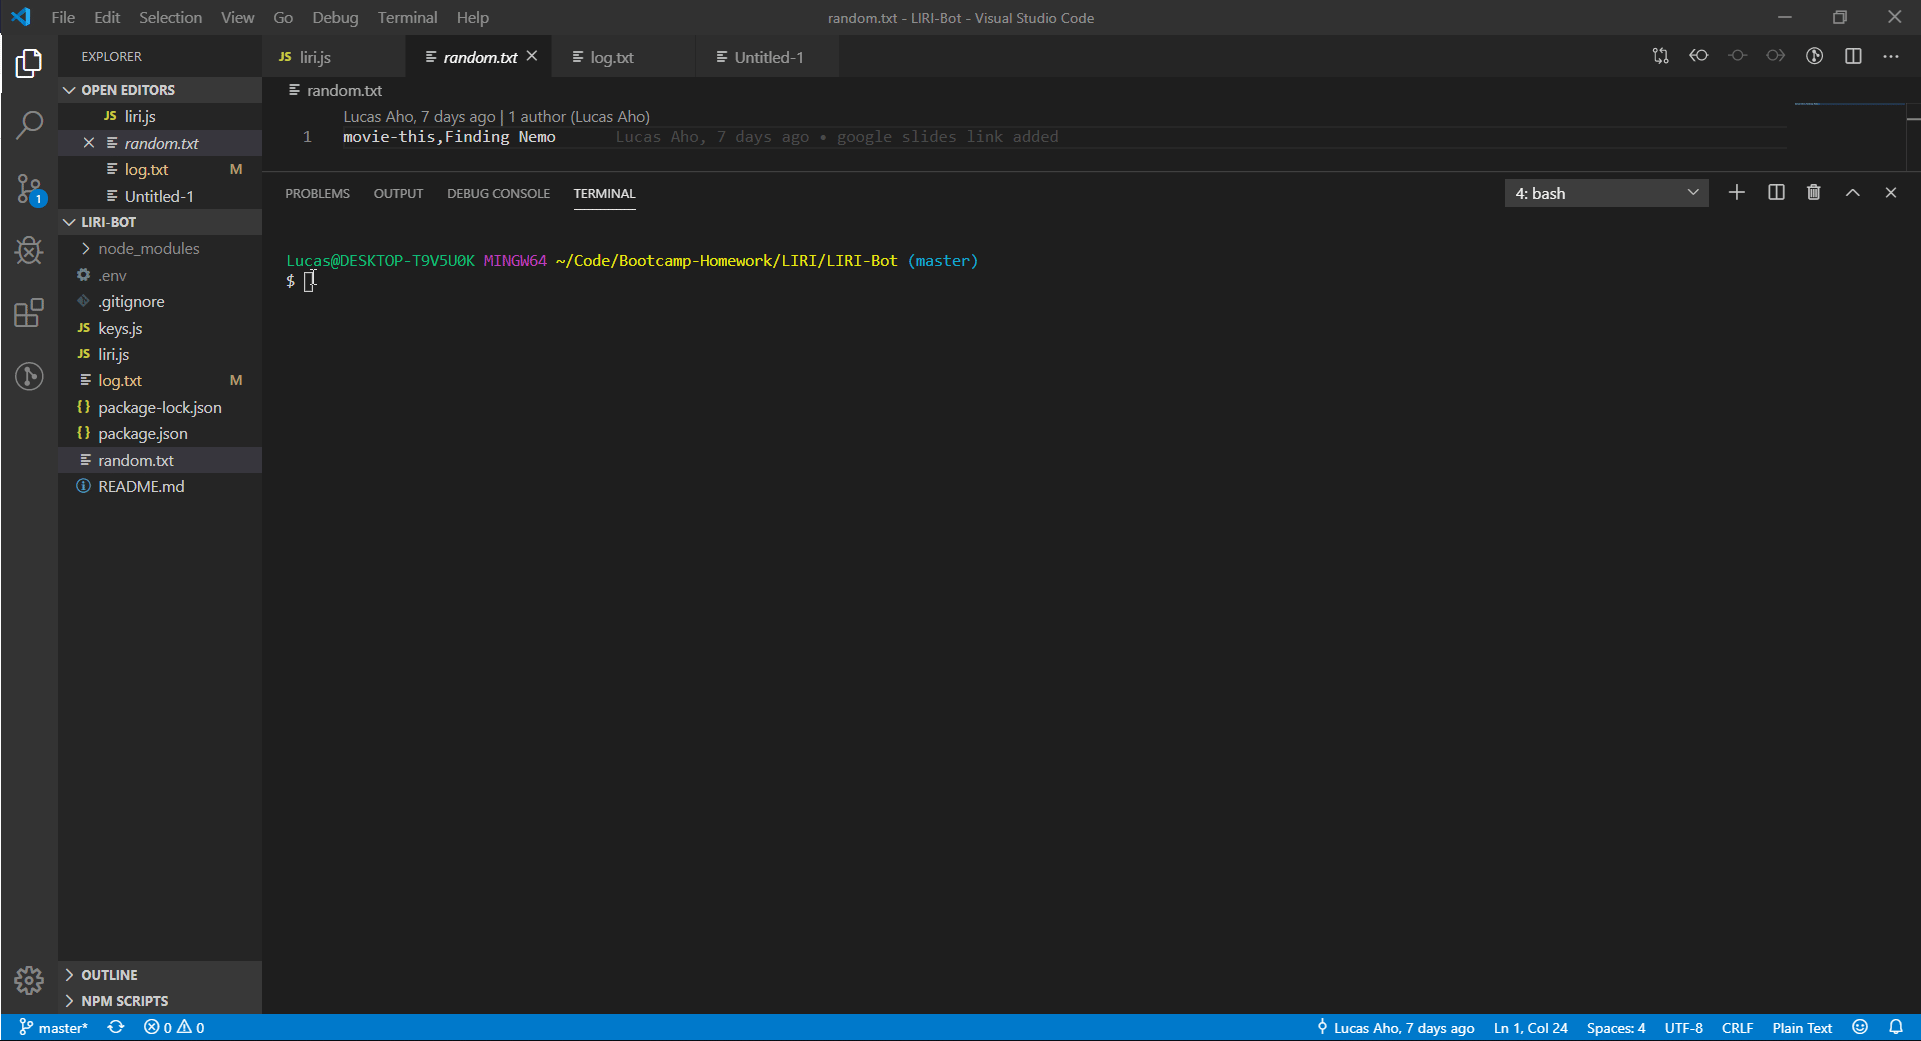 File Edit Selection View Go Debug Terminal Help
random.txt - LIRI-Bot - Visual Studio Code
EXPLORER
OPEN EDITORS
JS liri.js
random.txt
log.txt M
Untitled-1
LIRI-BOT
node_modules
.env
.gitignore
JS keys.js
JS liri.js
log.txt M
{} package-lock.json
{} package.json
random.txt
README.md
OUTLINE
NPM SCRIPTS
1
JS liri.js random.txt log.txt Untitled-1
random.txt
Lucas Aho, 7 days ago | 1 author (Lucas Aho)
1 movie-this,Finding Nemo Lucas Aho, 7 days ago • google slides link added
PROBLEMS OUTPUT DEBUG CONSOLE TERMINAL 4: bash
Lucas@DESKTOP-T9V5U0K MINGW64 ~/Code/Bootcamp-Homework/LIRI/LIRI-Bot (master)
$
master* 0 0 Lucas Aho, 7 days ago Ln 1, Col 24 Spaces: 4 UTF-8 CRLF Plain Text